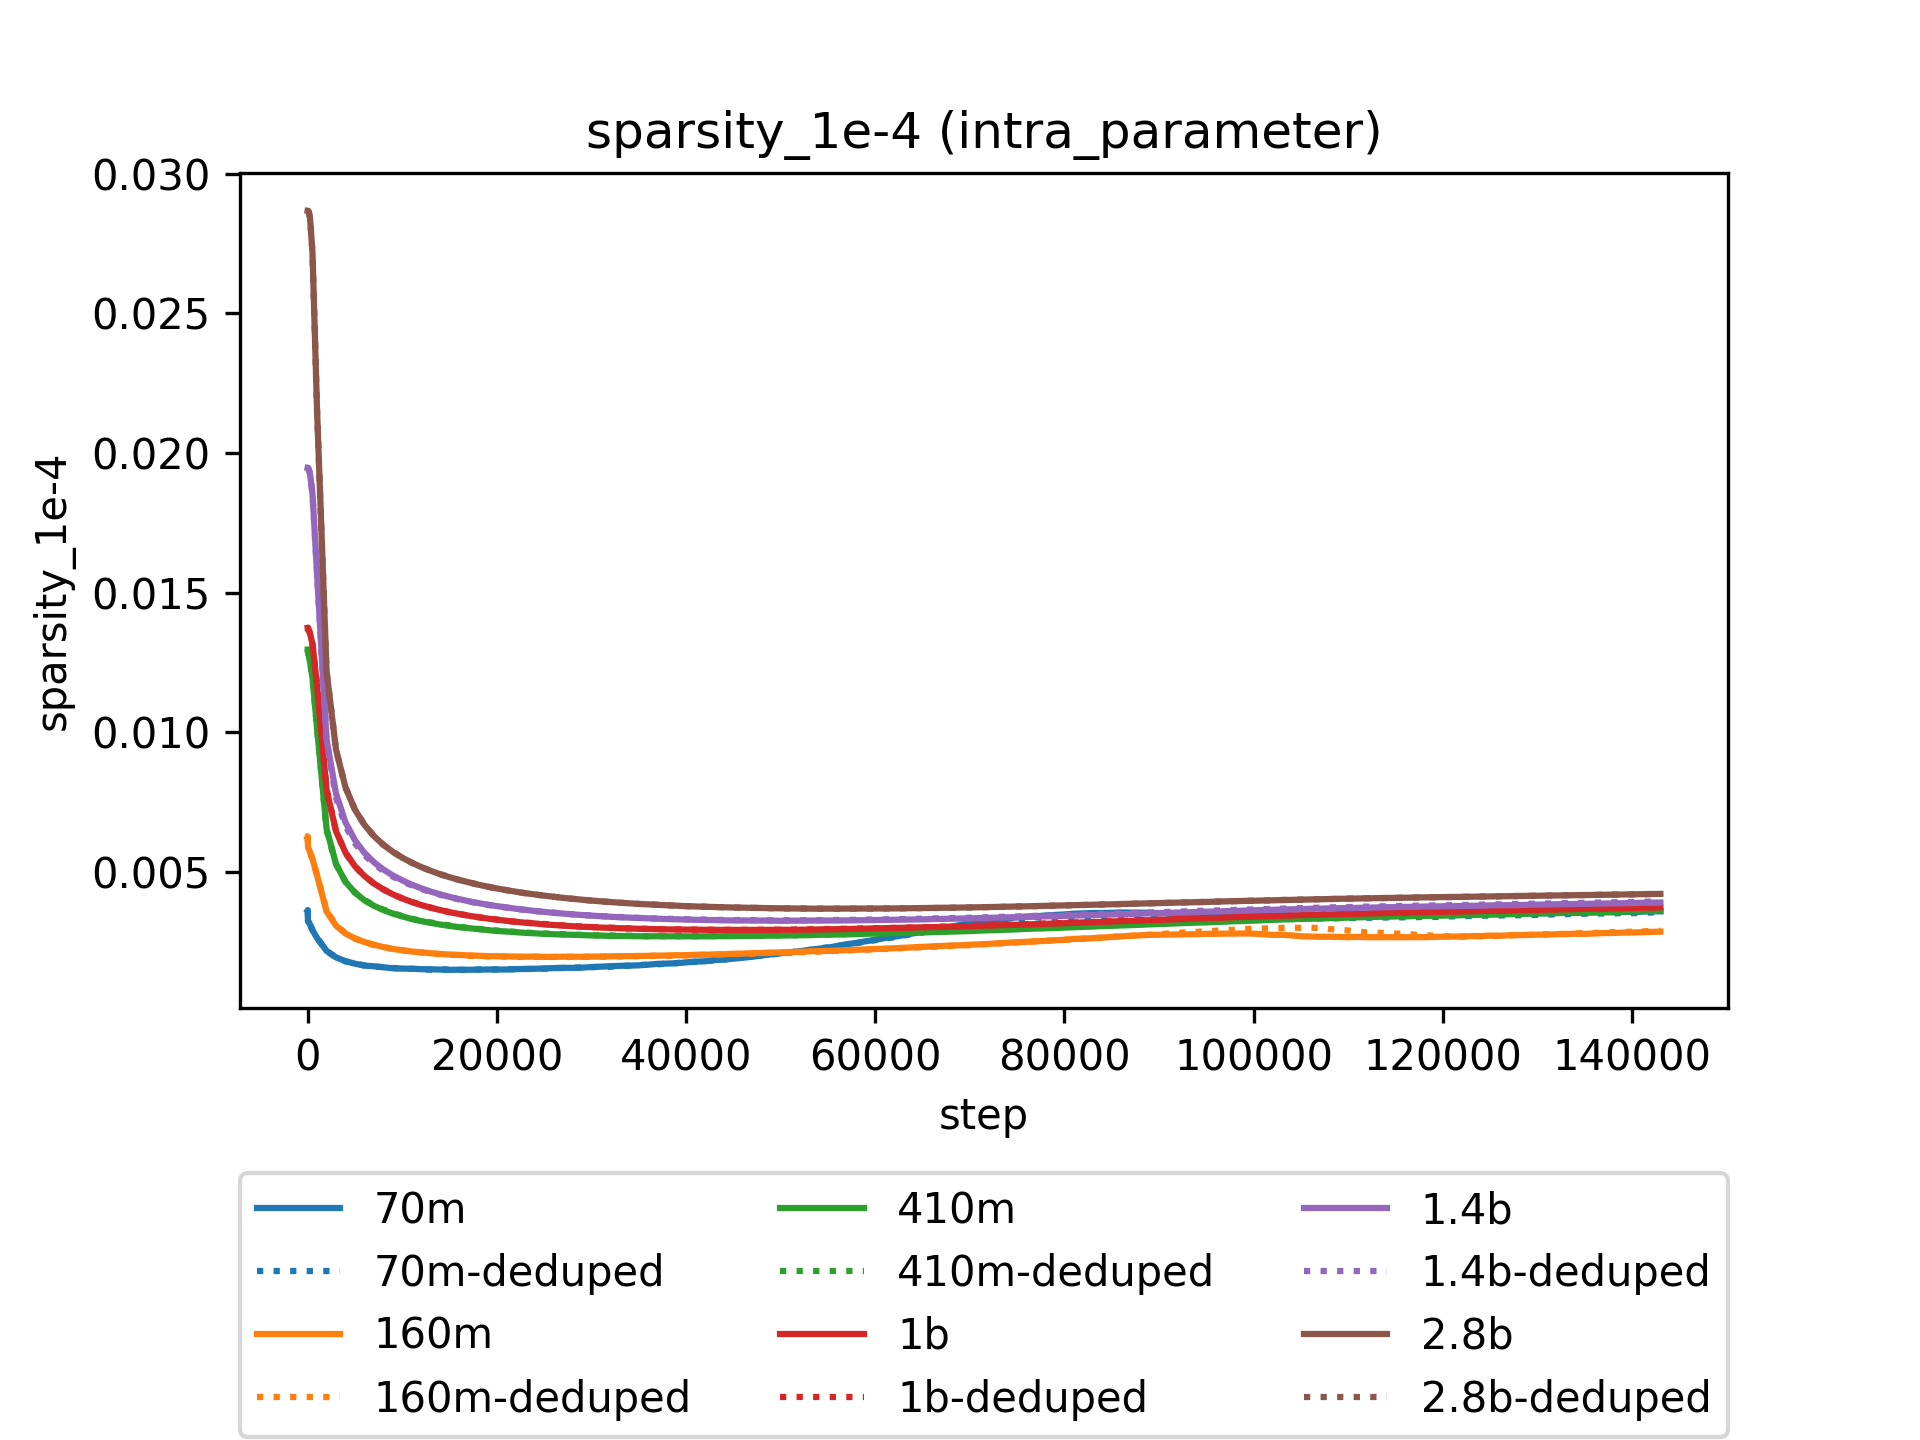 sparsity_1e-4 (intra_parameter)
0.030
0.025
0.020
0.015
0.010
0.005
sparsity_1e-4
0 20000 40000 60000 80000 100000 120000 140000
step
70m 410m 1.4b
70m-deduped 410m-deduped 1.4b-deduped
160m 1b 2.8b
160m-deduped 1b-deduped 2.8b-deduped